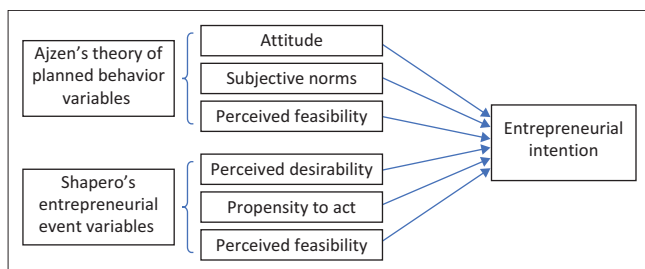 Ajzen's theory of
planned behavior
variables
Attitude
Subjective norms
Perceived feasibility
Shapero's
entrepreneurial
event variables
Perceived desirability
Propensity to act
Perceived feasibility
Entrepreneurial
intention